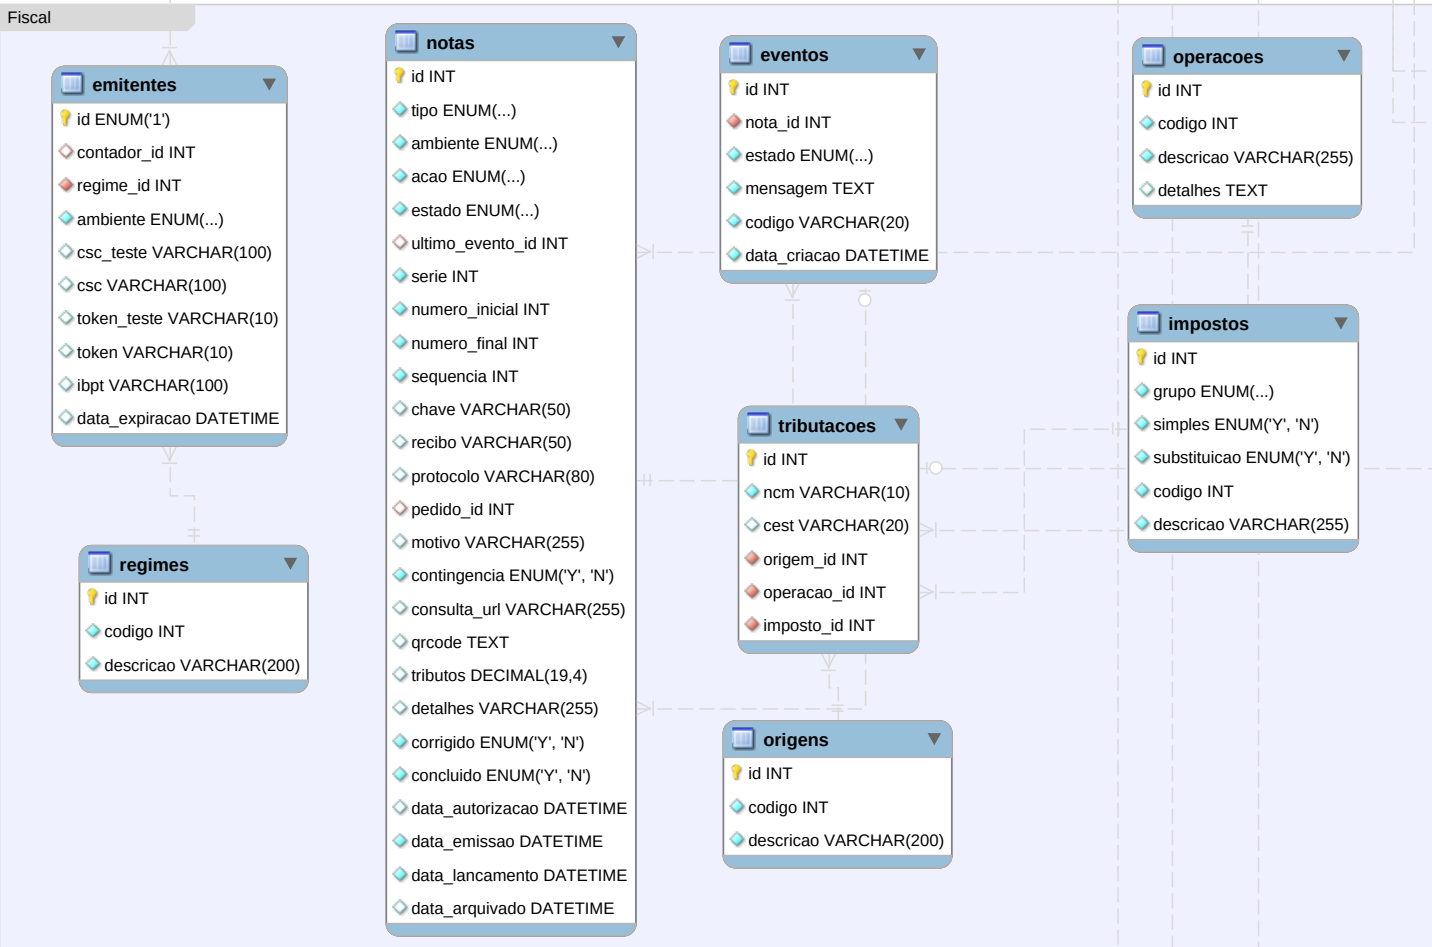 Fiscal
emitentes
id ENUM('1')
contador_id INT
regime_id INT
ambiente ENUM(...)
csc_teste VARCHAR(100)
csc VARCHAR(100)
token_teste VARCHAR(10)
token VARCHAR(10)
ibpt VARCHAR(100)
data_expiracao DATETIME
regimes
id INT
codigo INT
descricao VARCHAR(200)
notas
id INT
tipo ENUM(...)
ambiente ENUM(...)
acao ENUM(...)
estado ENUM(...)
ultimo_evento_id INT
serie INT
numero_inicial INT
numero_final INT
sequencia INT
chave VARCHAR(50)
recibo VARCHAR(50)
protocolo VARCHAR(80)
pedido_id INT
motivo VARCHAR(255)
contingencia ENUM('Y', 'N')
consulta_url VARCHAR(255)
qrcode TEXT
tributos DECIMAL(19,4)
detalhes VARCHAR(255)
corrigido ENUM('Y', 'N')
concluido ENUM('Y', 'N')
data_autorizacao DATETIME
data_emissao DATETIME
data_lancamento DATETIME
data_arquivado DATETIME
eventos
id INT
nota_id INT
estado ENUM(...)
mensagem TEXT
codigo VARCHAR(20)
data_criacao DATETIME
tributacoes
id INT
ncm VARCHAR(10)
cest VARCHAR(20)
origem_id INT
operacao_id INT
imposto_id INT
origens
id INT
codigo INT
descricao VARCHAR(200)
operacoes
id INT
codigo INT
descricao VARCHAR(255)
detalhes TEXT
impostos
id INT
grupo ENUM(...)
simples ENUM('Y', 'N')
substituicao ENUM('Y', 'N')
codigo INT
descricao VARCHAR(255)